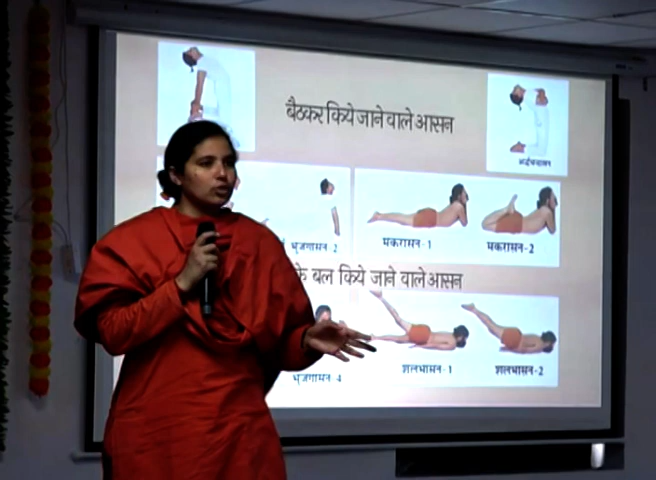 बैठकर किये जाने वाले आसन
अर्द्धचन्द्रासन
भुजंगासन - 2
मकरासन-1
मकरासन-2
के बल किये जाने वाले आसन
भुजंगासन 4
शलभासन-1
शलभासन-2